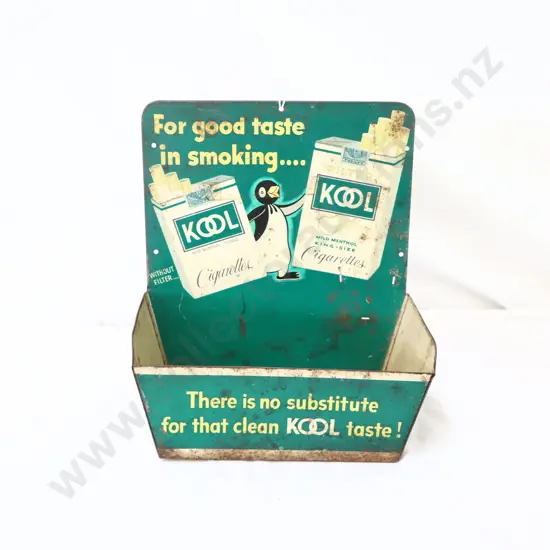 For good taste
in smoking....
KOOL
Cigarettes
WITHOUT
FILTER...
KOOL
MILD MENTHOL
KING-SIZE
Cigarettes
There is no substitute
for that clean KOOL taste!